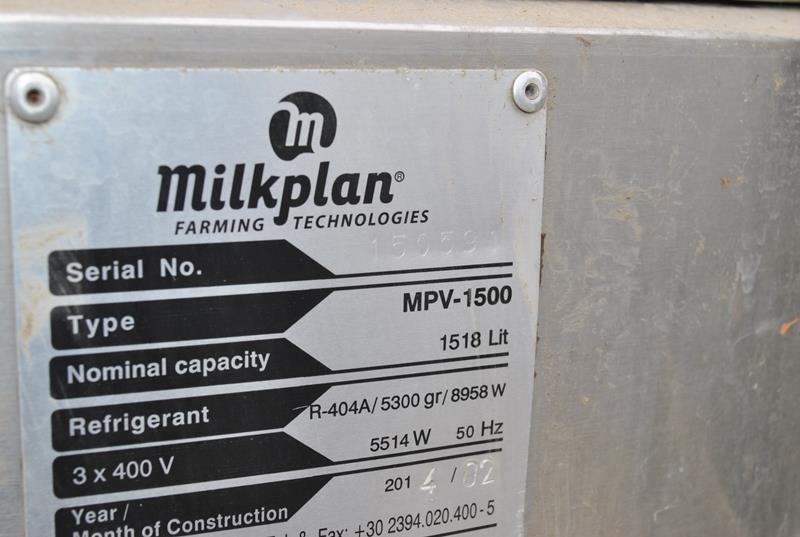 m
Milkplan®
FARMING TECHNOLOGIES
Serial No. 150591
Type MPV-1500
Nominal capacity 1518 Lit
Refrigerant R-404A/5300 gr/8958 W
3 x 400 V 5514 W 50 Hz
Year / 2014 / 02
Month of Construction
& Fax: +30 2394.020.400-5